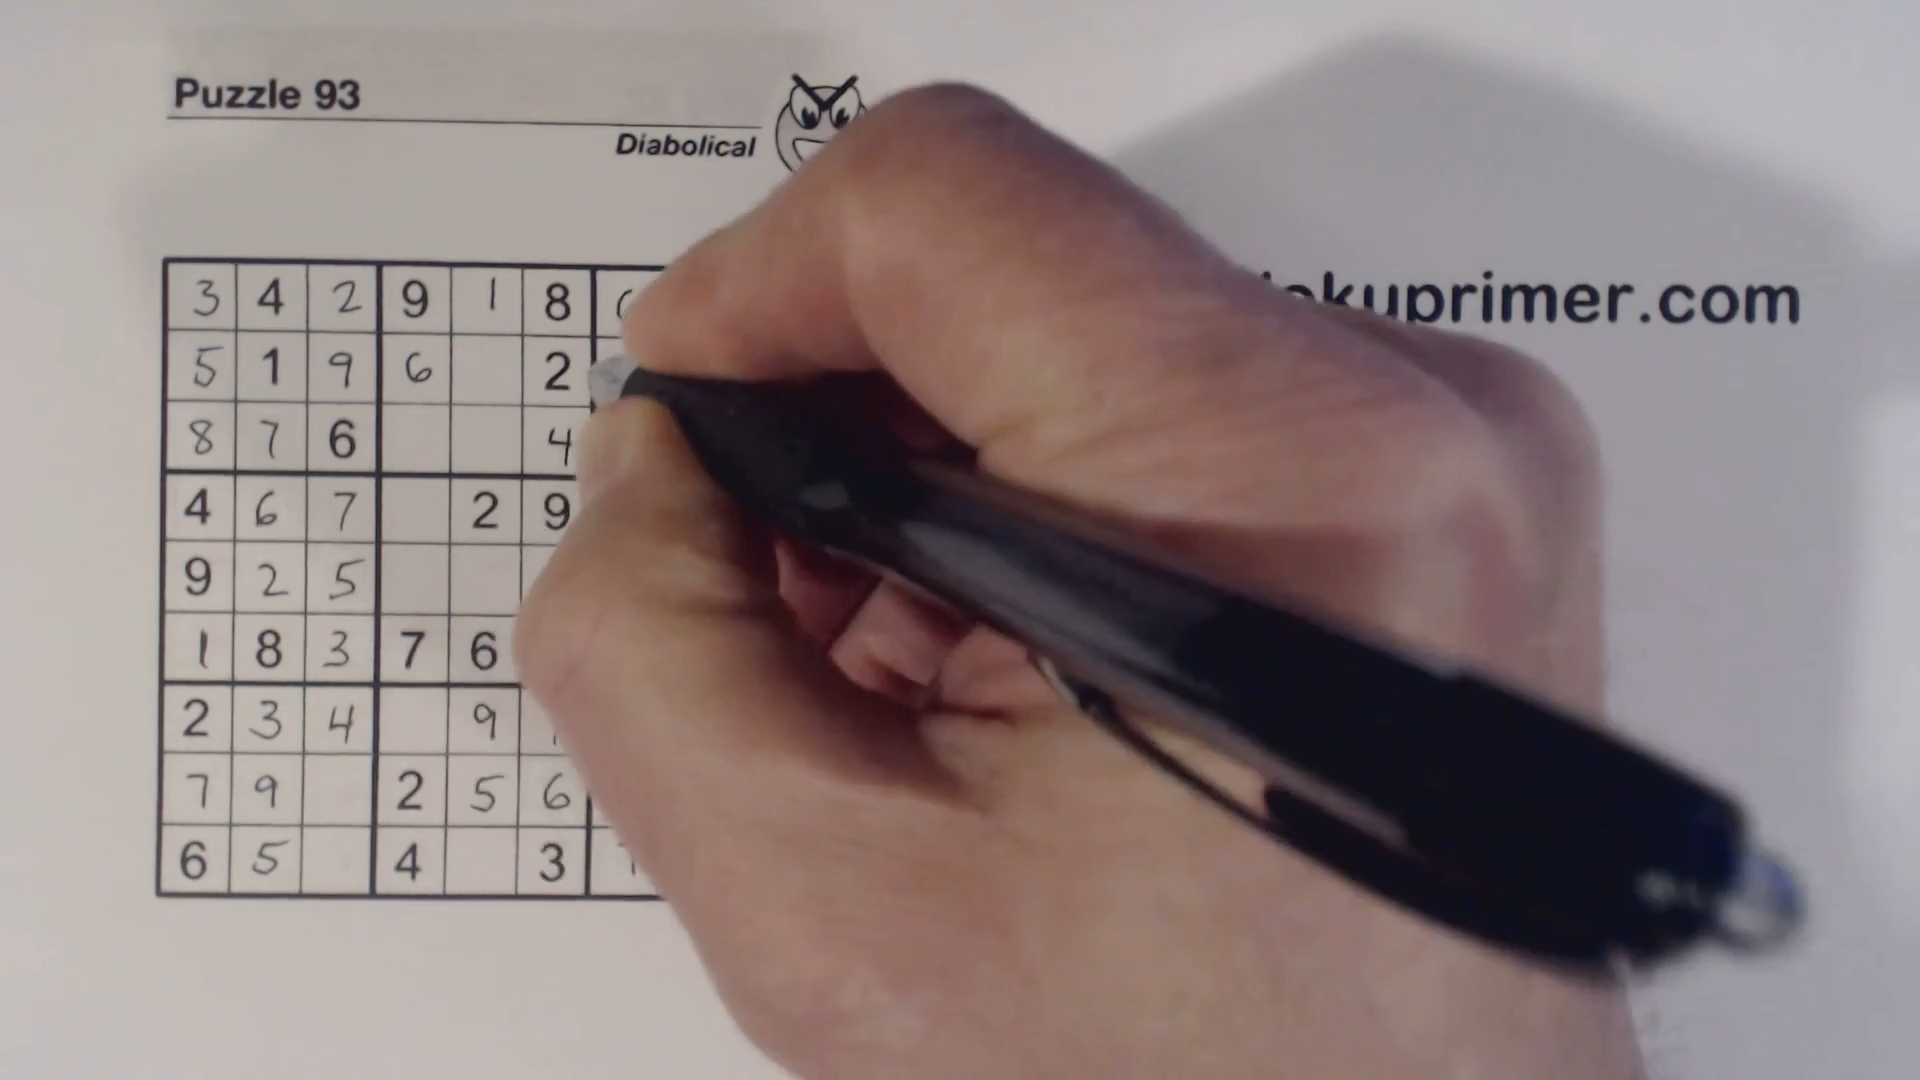 Puzzle 93
Diabolical
kuprimer.com
3 4 2 9 1 8
5 1 9 6 2
8 7 6 4
4 6 7 2 9
9 2 5
1 8 3 7 6
2 3 4 9
7 9 2 5 6
6 5 4 3